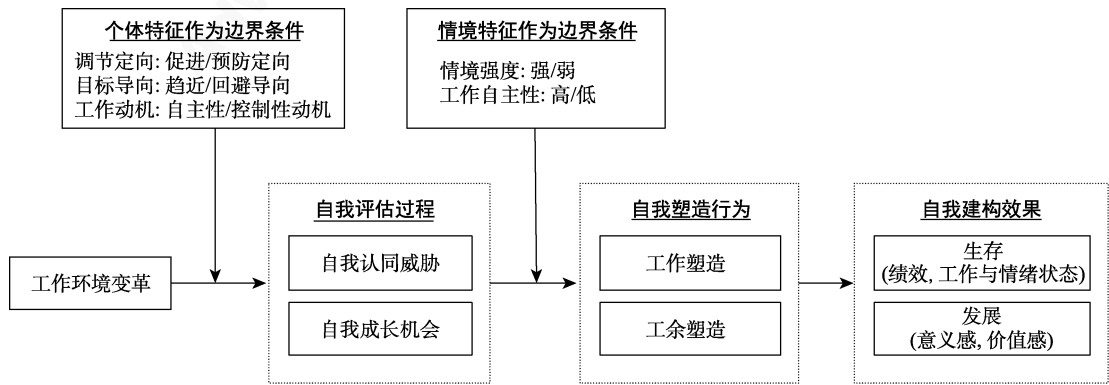 个体特征作为边界条件
调节定向: 促进/预防定向
目标导向: 趋近/回避导向
工作动机: 自主性/控制性动机
情境特征作为边界条件
情境强度: 强/弱
工作自主性: 高/低
工作环境变革
自我评估过程
自我认同威胁
自我成长机会
自我塑造行为
工作塑造
工余塑造
自我建构效果
生存
(绩效, 工作与情绪状态)
发展
(意义感, 价值感)